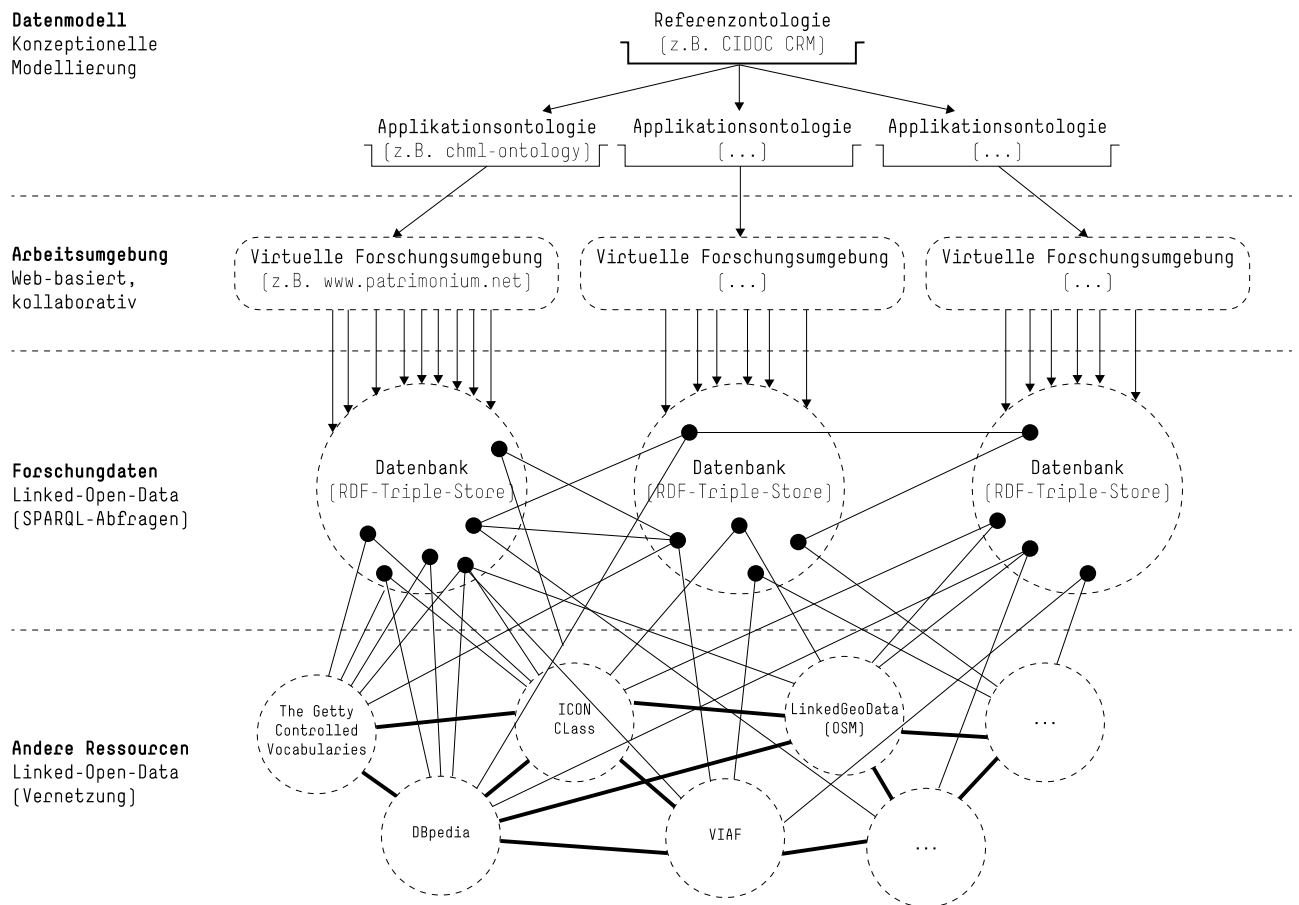 Datenmodell
Konzeptionelle
Modellierung
Referenzontologie
(z.B. CIDOC CRM)
Applikationsontologie
(z.B. chml-ontology)
Applikationsontologie
(...)
Applikationsontologie
(...)
Arbeitsumgebung
Web-basiert,
kollaborativ
Virtuelle Forschungsumgebung
(z.B. www.patrimonium.net)
Virtuelle Forschungsumgebung
(...)
Virtuelle Forschungsumgebung
(...)
Forschungdaten
Linked-Open-Data
(SPARQL-Abfragen)
Datenbank
(RDF-Triple-Store)
Datenbank
(RDF-Triple-Store)
Datenbank
(RDF-Triple-Store)
Andere Ressourcen
Linked-Open-Data
(Vernetzung)
The Getty
Controlled
Vocabularies
ICON
CLass
LinkedGeoData
(OSM)
...
DBpedia
VIAF
...